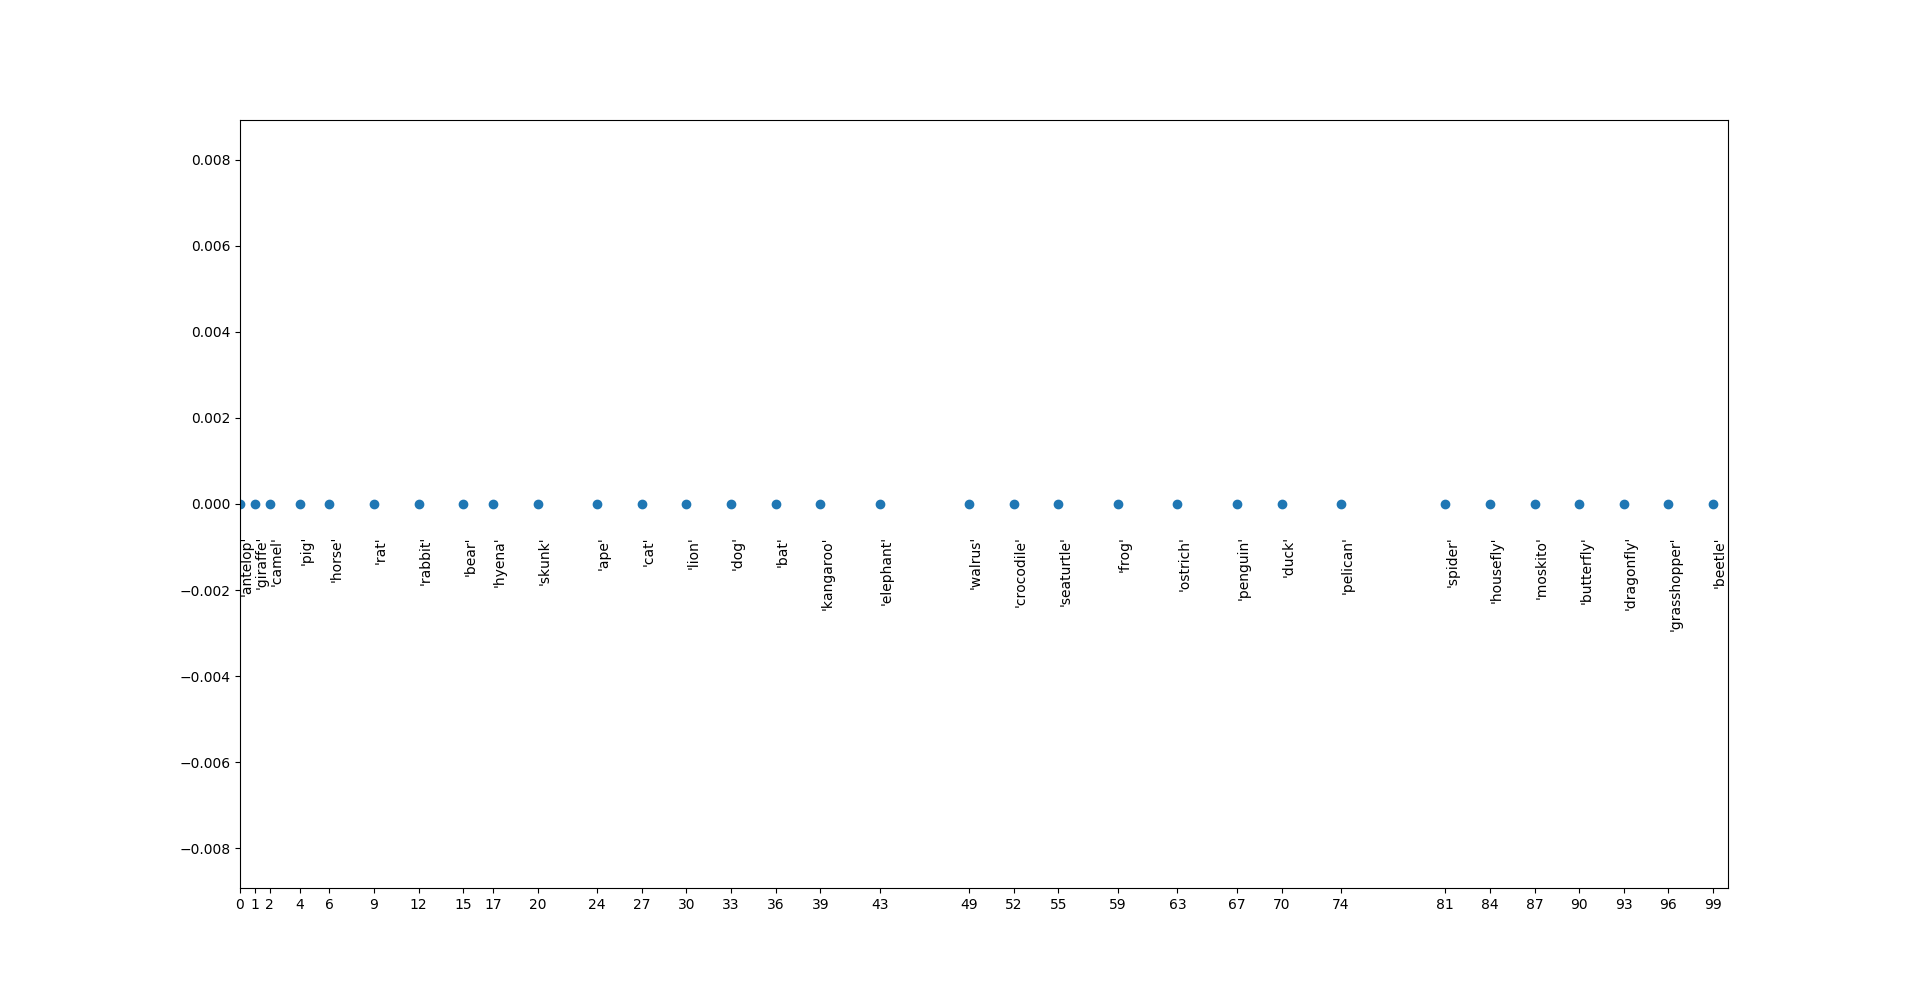 0.008
0.006
0.004
0.002
0.000
−0.002
−0.004
−0.006
−0.008
'antelop'
'giraffe'
'camel'
'pig'
'horse'
'rat'
'rabbit'
'bear'
'hyena'
'skunk'
'ape'
'cat'
'lion'
'dog'
'bat'
'kangaroo'
'elephant'
'walrus'
'crocodile'
'seaturtle'
'frog'
'ostrich'
'penguin'
'duck'
'pelican'
'spider'
'housefly'
'moskito'
'butterfly'
'dragonfly'
'grasshopper'
'beetle'
0 1 2 4 6 9 12 15 17 20 24 27 30 33 36 39 43 49 52 55 59 63 67 70 74 81 84 87 90 93 96 99